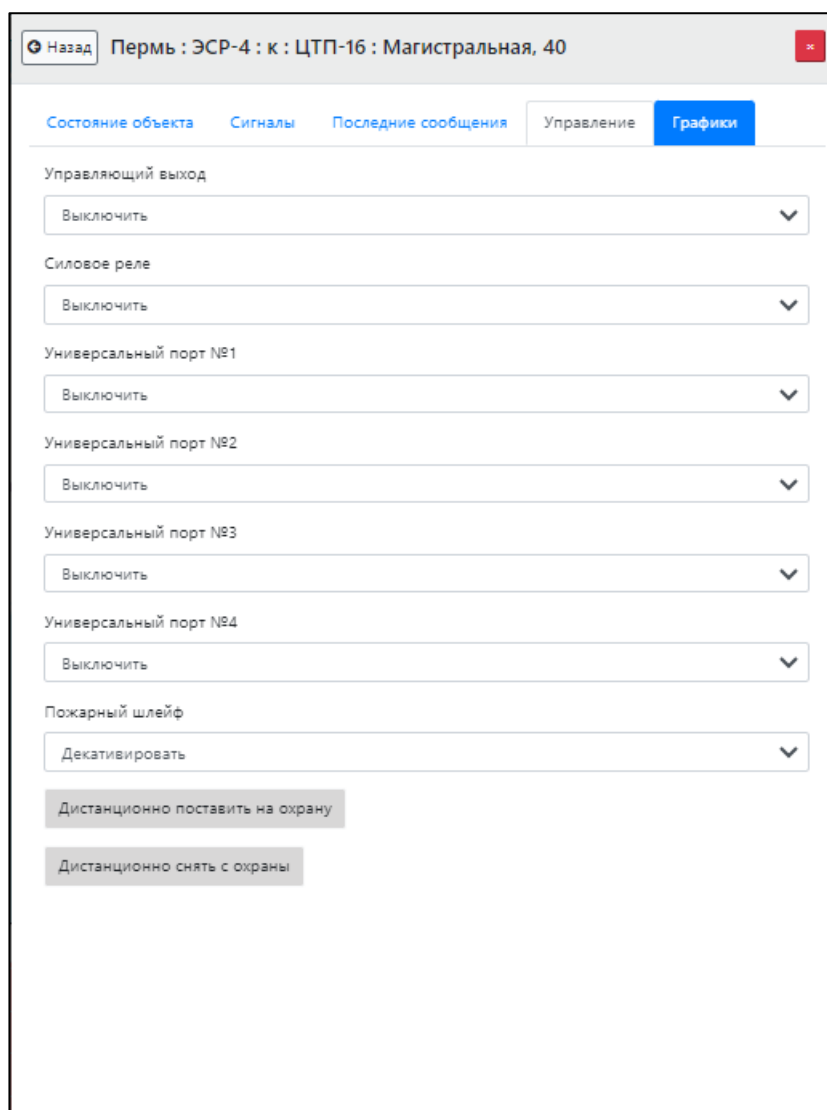 Назад Пермь : ЭСР-4 : к : ЦТП-16 : Магистральная, 40
Состояние объекта Сигналы Последние сообщения Управление Графики
Управляющий выход
Выключить
Силовое реле
Выключить
Универсальный порт №1
Выключить
Универсальный порт №2
Выключить
Универсальный порт №3
Выключить
Универсальный порт №4
Выключить
Пожарный шлейф
Декативировать
Дистанционно поставить на охрану
Дистанционно снять с охраны